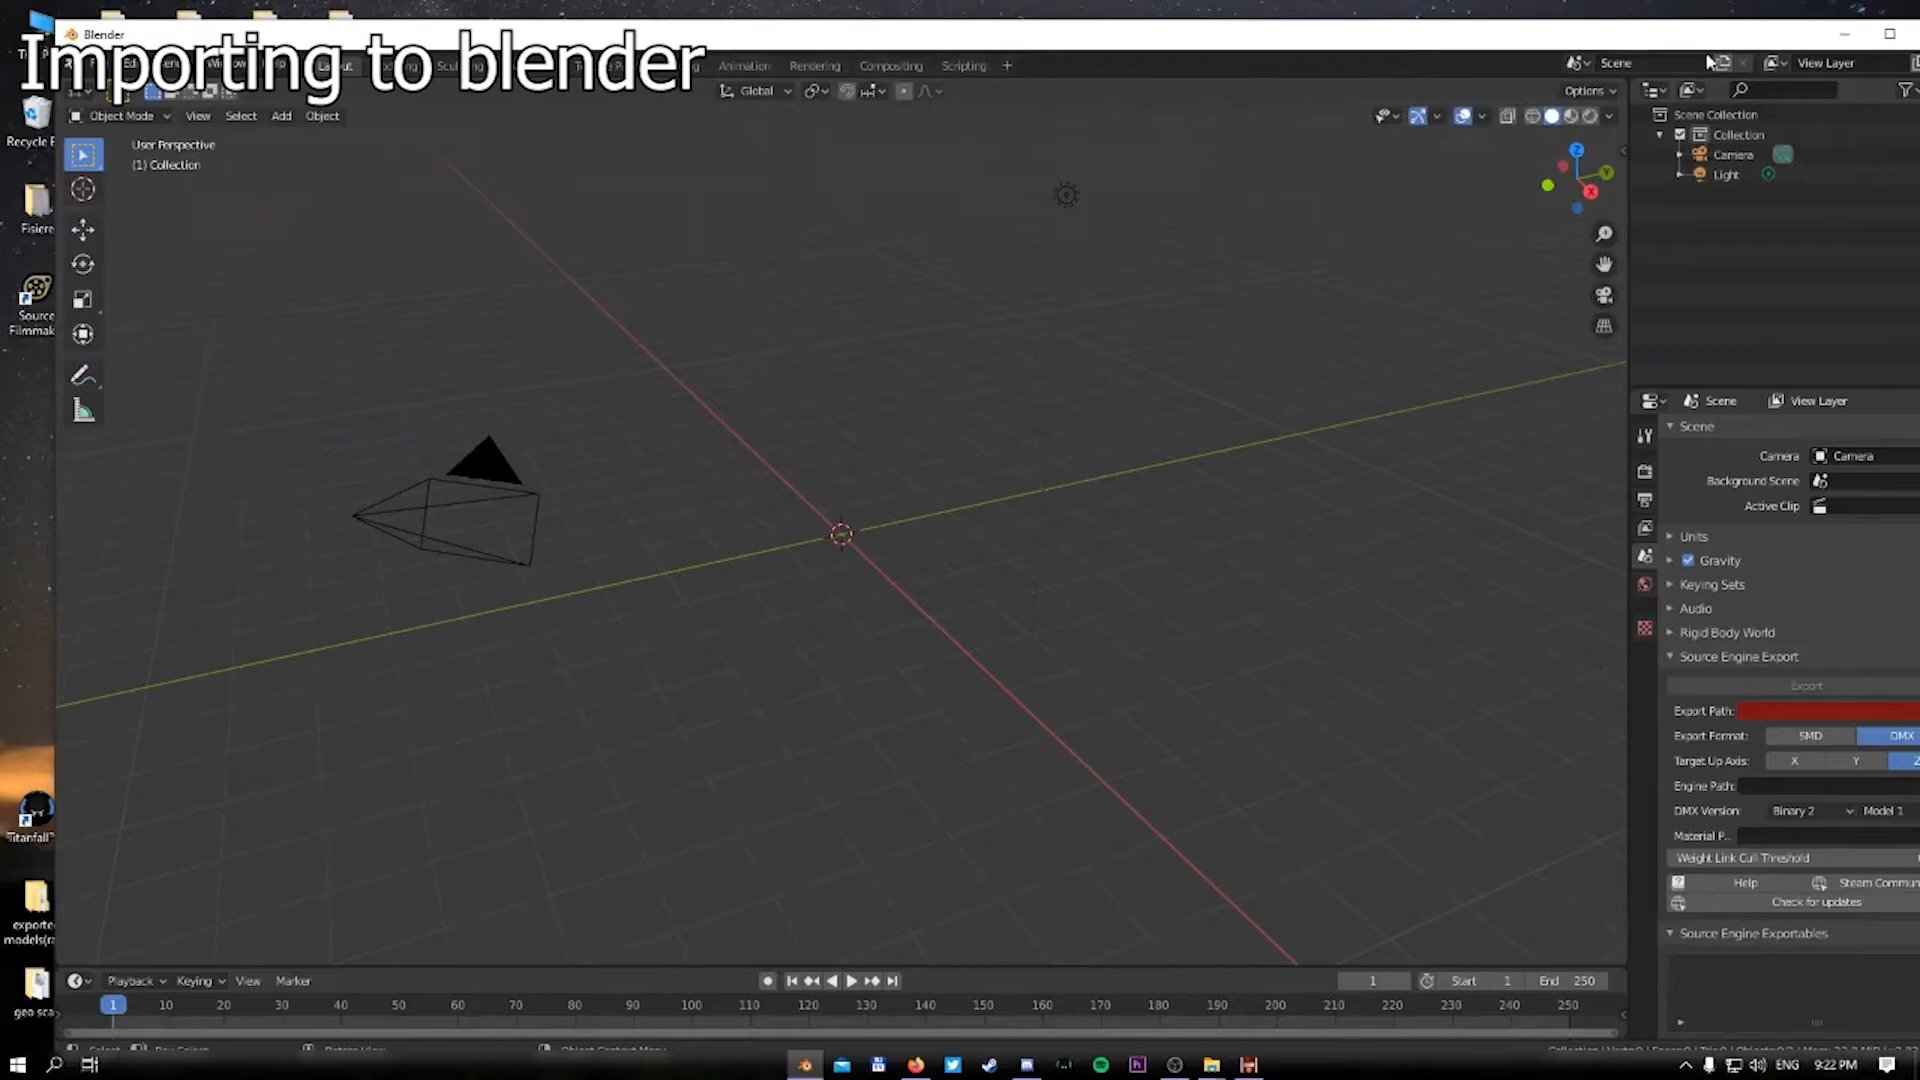 Blender
Importing to blender
Animation Rendering Compositing Scripting +
Scene
View Layer
Global
Options
Object Mode View Select Add Object
User Perspective
(1) Collection
Z
Y
X
Scene Collection
Collection
Camera
Light
Recycle
Fisiere
Source
Filmmak
Titanfall
exporte
models(ra
geo sca
Scene View Layer
Scene
Camera Camera
Background Scene
Active Clip
Units
Gravity
Keying Sets
Audio
Rigid Body World
Source Engine Export
Export
Export Path:
Export Format: SMD DMX
Target Up Axis: X Y Z
Engine Path:
DMX Version: Binary 2 Model 1
Material P..
Weight Link Cull Threshold
Help Steam Commun
Check for updates
Source Engine Exportables
Playback Keying View Marker
1 Start 1 End 250
1 10 20 30 40 50 60 70 80 90 100 110 120 130 140 150 160 170 180 190 200 210 220 230 240 250
ENG 9:22 PM